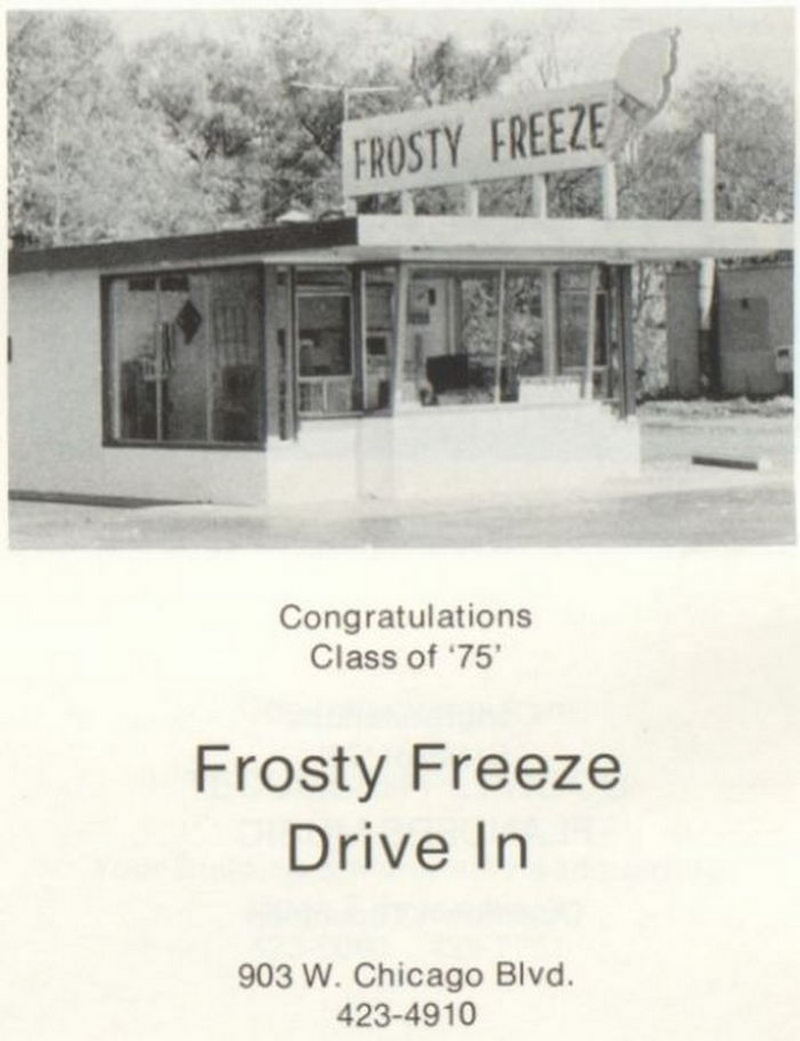 FROSTY FREEZE
Congratulations
Class of ‘75’
Frosty Freeze
Drive In
903 W. Chicago Blvd.
423-4910